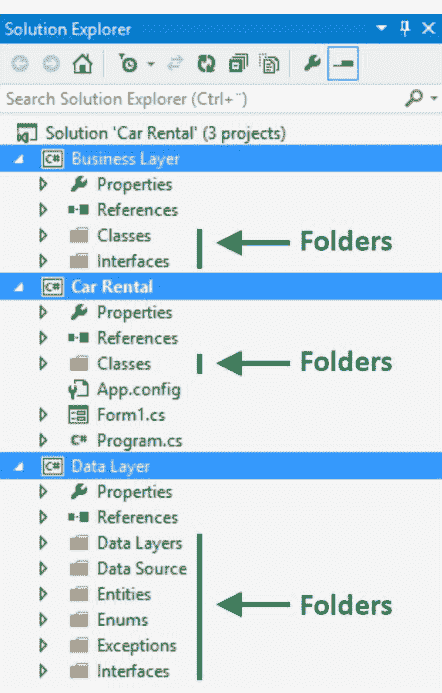 Solution Explorer
Search Solution Explorer (Ctrl+¨)
Solution 'Car Rental' (3 projects)
C# Business Layer
Properties
References
Classes
Interfaces
Folders
C# Car Rental
Properties
References
Classes
Folders
App.config
Form1.cs
C# Program.cs
C# Data Layer
Properties
References
Data Layers
Data Source
Entities
Enums
Exceptions
Interfaces
Folders